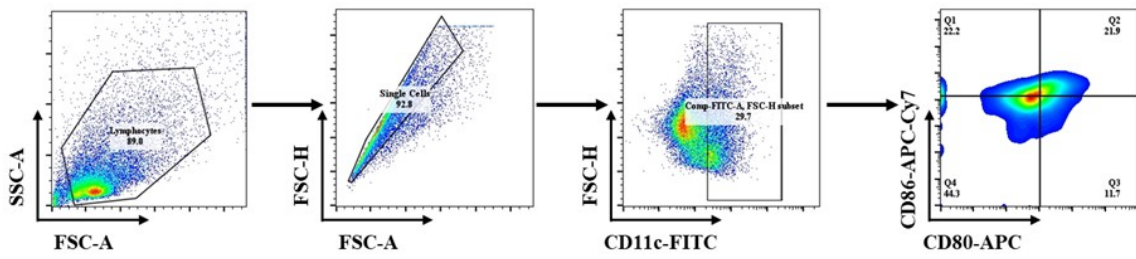 SSC-A
Lymphocytes
89.0
FSC-A
FSC-H
Single Cells
92.8
FSC-A
FSC-H
Comp-FITC-A, FSC-H subset
29.7
CD11c-FITC
CD86-APC-Cy7
Q1
22.2
Q2
21.9
Q4
44.3
Q3
11.7
CD80-APC